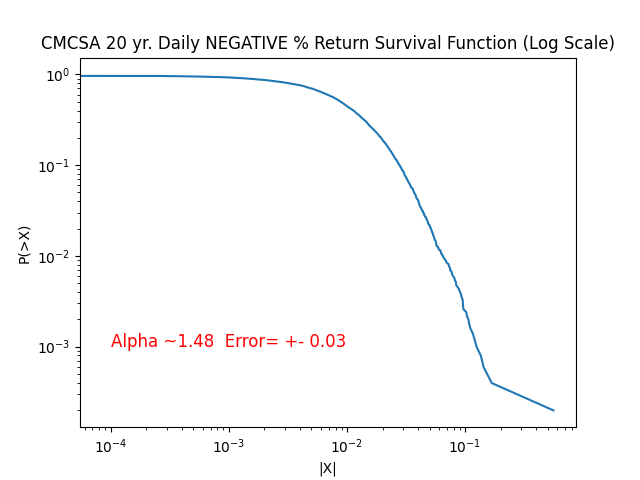 CMCSA 20 yr. Daily NEGATIVE % Return Survival Function (Log Scale)
10⁰
10⁻¹
10⁻²
10⁻³
P(>X)
Alpha ~1.48  Error= +- 0.03
10⁻⁴ 10⁻³ 10⁻² 10⁻¹
|X|